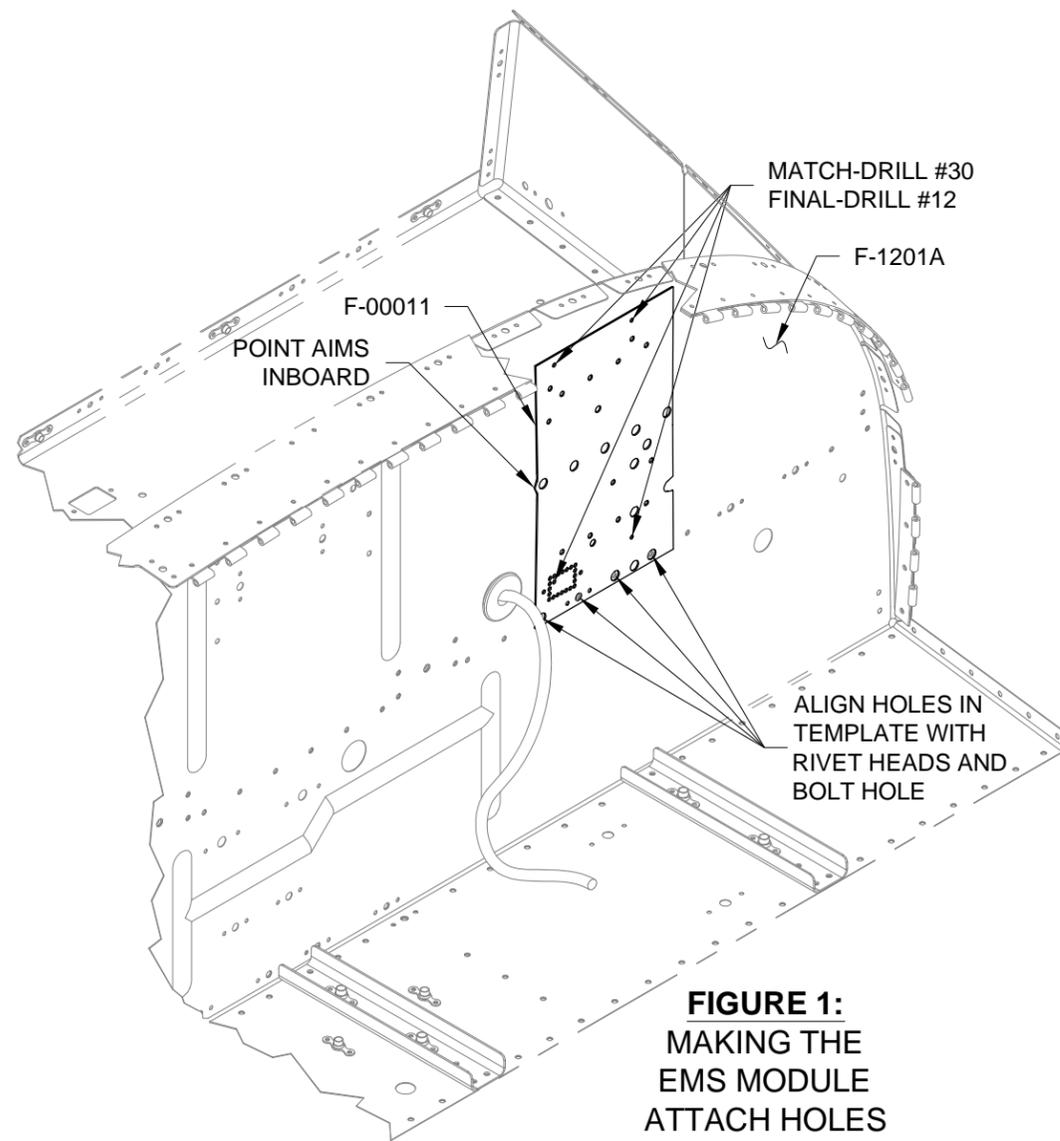 MATCH-DRILL #30
FINAL-DRILL #12
F-1201A
F-00011
POINT AIMS
INBOARD
ALIGN HOLES IN
TEMPLATE WITH
RIVET HEADS AND
BOLT HOLE
FIGURE 1:
MAKING THE
EMS MODULE
ATTACH HOLES